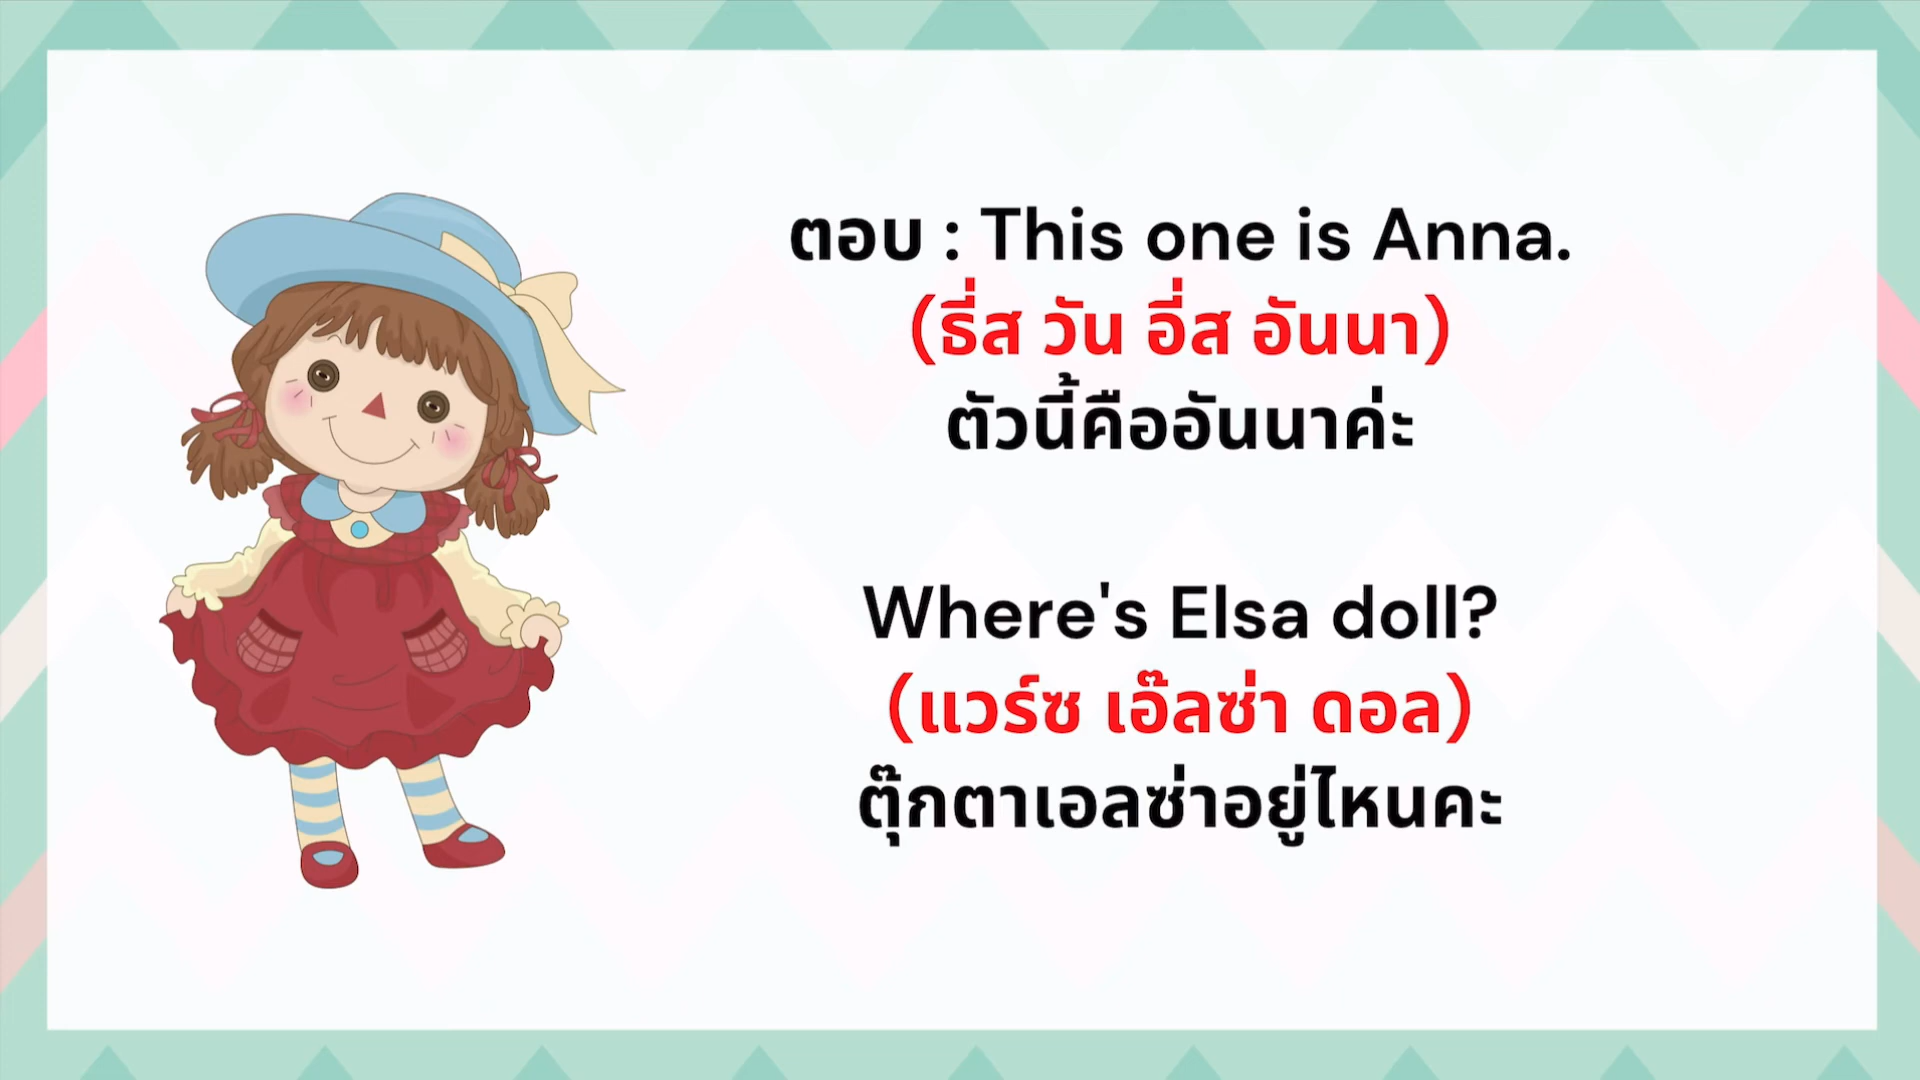 ตอบ : This one is Anna.
(ธี่ส วัน อี่ส อันนา)
ตัวนี้คืออันนาค่ะ
Where's Elsa doll?
(แวร์ซ เอ๊ลซ่า ดอล)
ตุ๊กตาเอลซ่าอยู่ไหนคะ